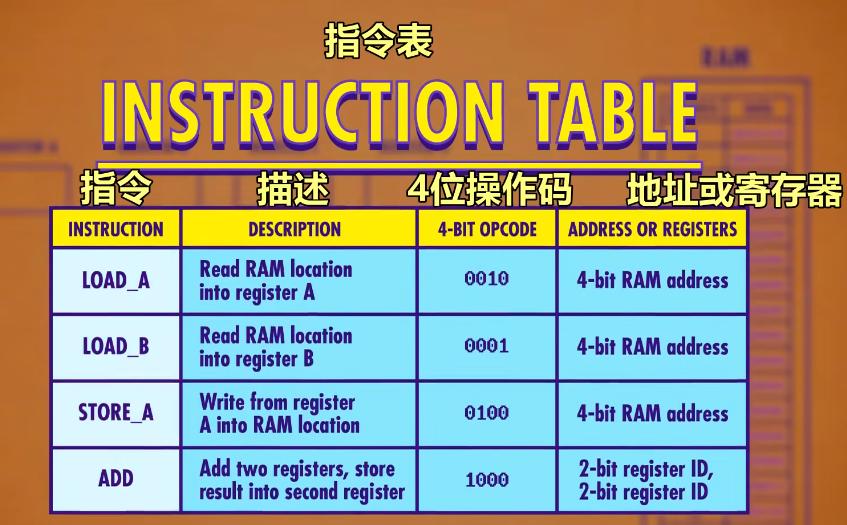 指令表
RAM
INSTRUCTION TABLE
指令 描述 4位操作码 地址或寄存器
INSTRUCTION DESCRIPTION 4-BIT OPCODE ADDRESS OR REGISTERS
LOAD_A Read RAM location into register A 0010 4-bit RAM address
LOAD_B Read RAM location into register B 0001 4-bit RAM address
STORE_A Write from register A into RAM location 0100 4-bit RAM address
ADD Add two registers, store result into second register 1000 2-bit register ID, 2-bit register ID